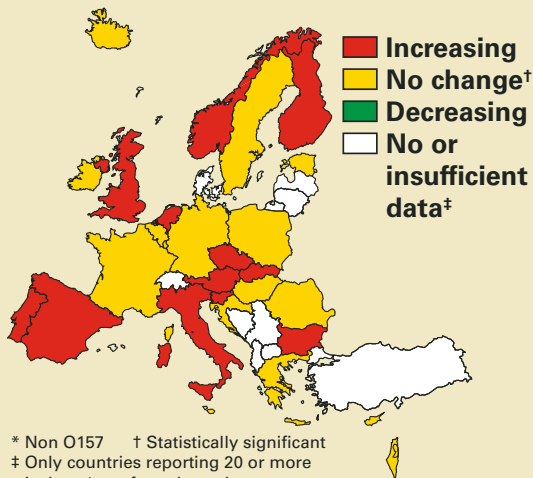 Increasing
No change†
Decreasing
No or
insufficient
data‡
* Non O157 † Statistically significant
‡ Only countries reporting 20 or more